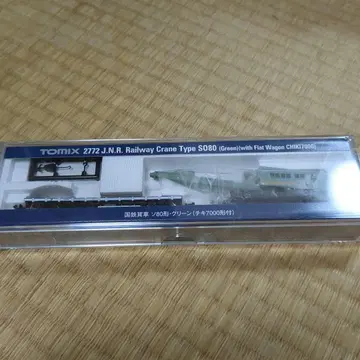 TOMIX 2772 J.N.R. Railway Crane Type SO80 (Green)(with Flat Wagon CHIKI7000)
国鉄貨車 ソ80形・グリーン(チキ7000形付)